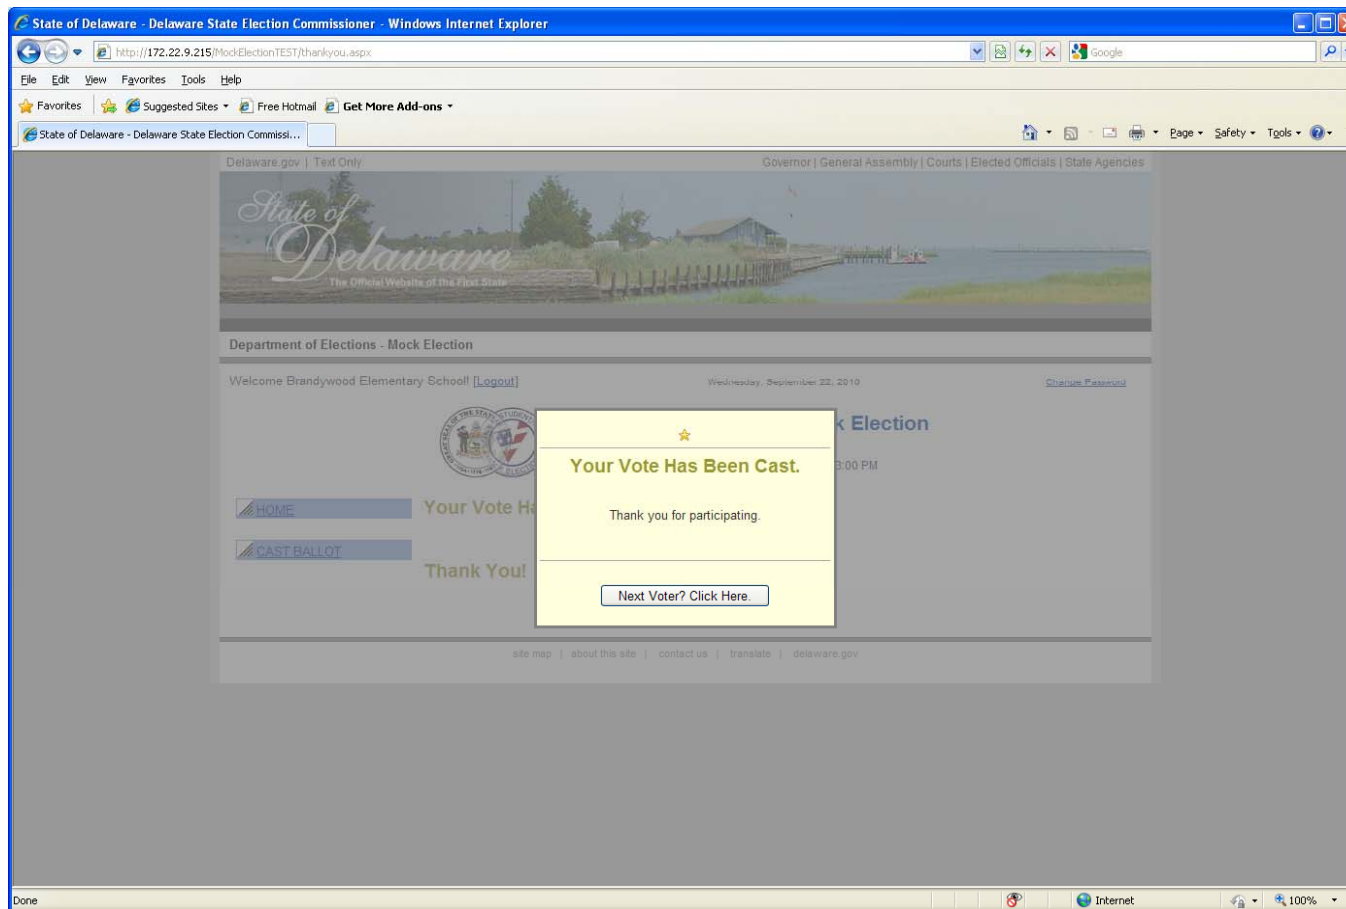 State of Delaware - Delaware State Election Commissioner - Windows Internet Explorer
http://172.22.9.215/MockElectionTEST/thankyou.aspx Google
File Edit View Favorites Tools Help
Favorites Suggested Sites Free Hotmail Get More Add-ons
State of Delaware - Delaware State Election Commissi... Page Safety Tools
Delaware.gov | Text Only Governor | General Assembly | Courts | Elected Officials | State Agencies
State of
Delaware
The Official Website of the First State
Department of Elections - Mock Election
Welcome Brandywood Elementary School! [Logout] Wednesday, September 22, 2010 Change Password
k Election
3:00 PM
Your Vote Has Been Cast.
Thank you for participating.
Next Voter? Click Here.
HOME
Your Vote Ha
CAST BALLOT
Thank You!
site map | about this site | contact us | translate | delaware.gov
Done Internet 100%